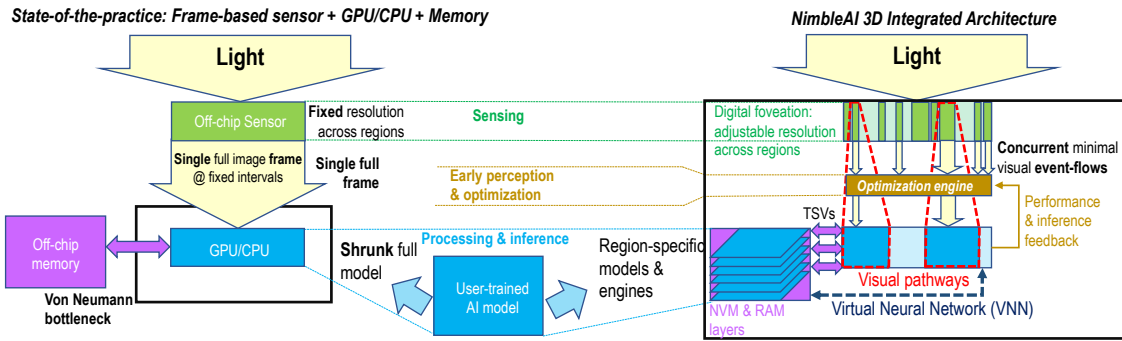 State-of-the-practice: Frame-based sensor + GPU/CPU + Memory
NimbleAI 3D Integrated Architecture
Light
Light
Off-chip Sensor
Fixed resolution
across regions
Sensing
Digital foveation:
adjustable resolution
across regions
Single full image frame
@ fixed intervals
Single full
frame
Early perception
& optimization
Concurrent minimal
visual event-flows
Optimization engine
Performance
& inference
feedback
TSVs
Off-chip
memory
GPU/CPU
Von Neumann
bottleneck
Processing & inference
Shrunk full
model
User-trained
AI model
Region-specific
models &
engines
Visual pathways
NVM & RAM
layers
Virtual Neural Network (VNN)